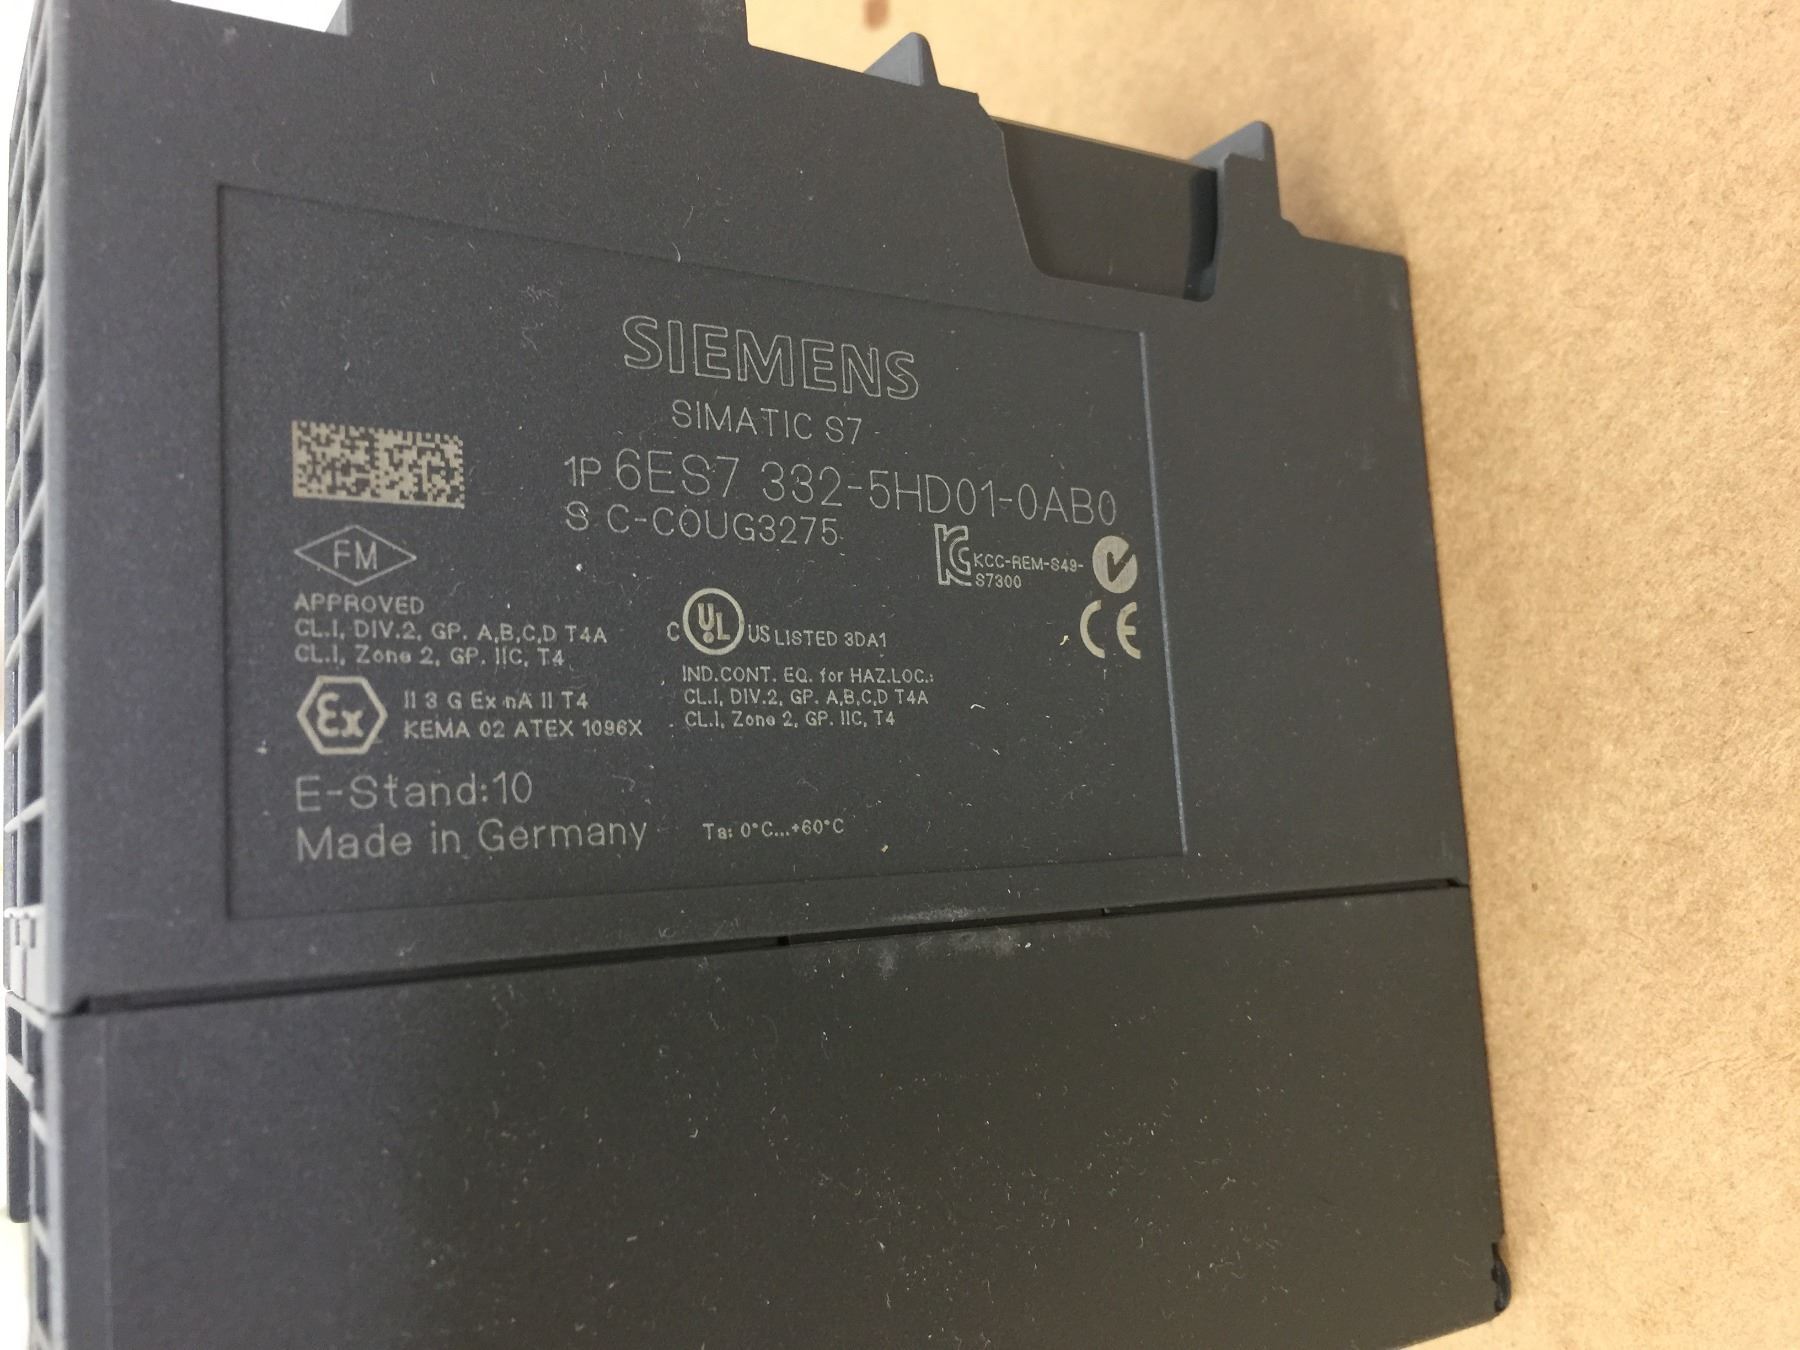 SIEMENS
SIMATIC S7
1P 6ES7 332-5HD01-0AB0
S C-C0UG3275
FM
KCC-REM-S49-
S7300
APPROVED
CL.I, DIV.2, GP. A,B,C,D T4A
CL.I, Zone 2, GP. IIC, T4
C UL US LISTED 3DA1
IND.CONT. EQ. for HAZ.LOC.:
CL.I, DIV.2, GP. A,B,C,D T4A
CL.I, Zone 2, GP. IIC, T4
CE
Ex II 3 G Ex nA II T4
KEMA 02 ATEX 1096X
E-Stand:10
Made in Germany
Ta: 0°C...+60°C